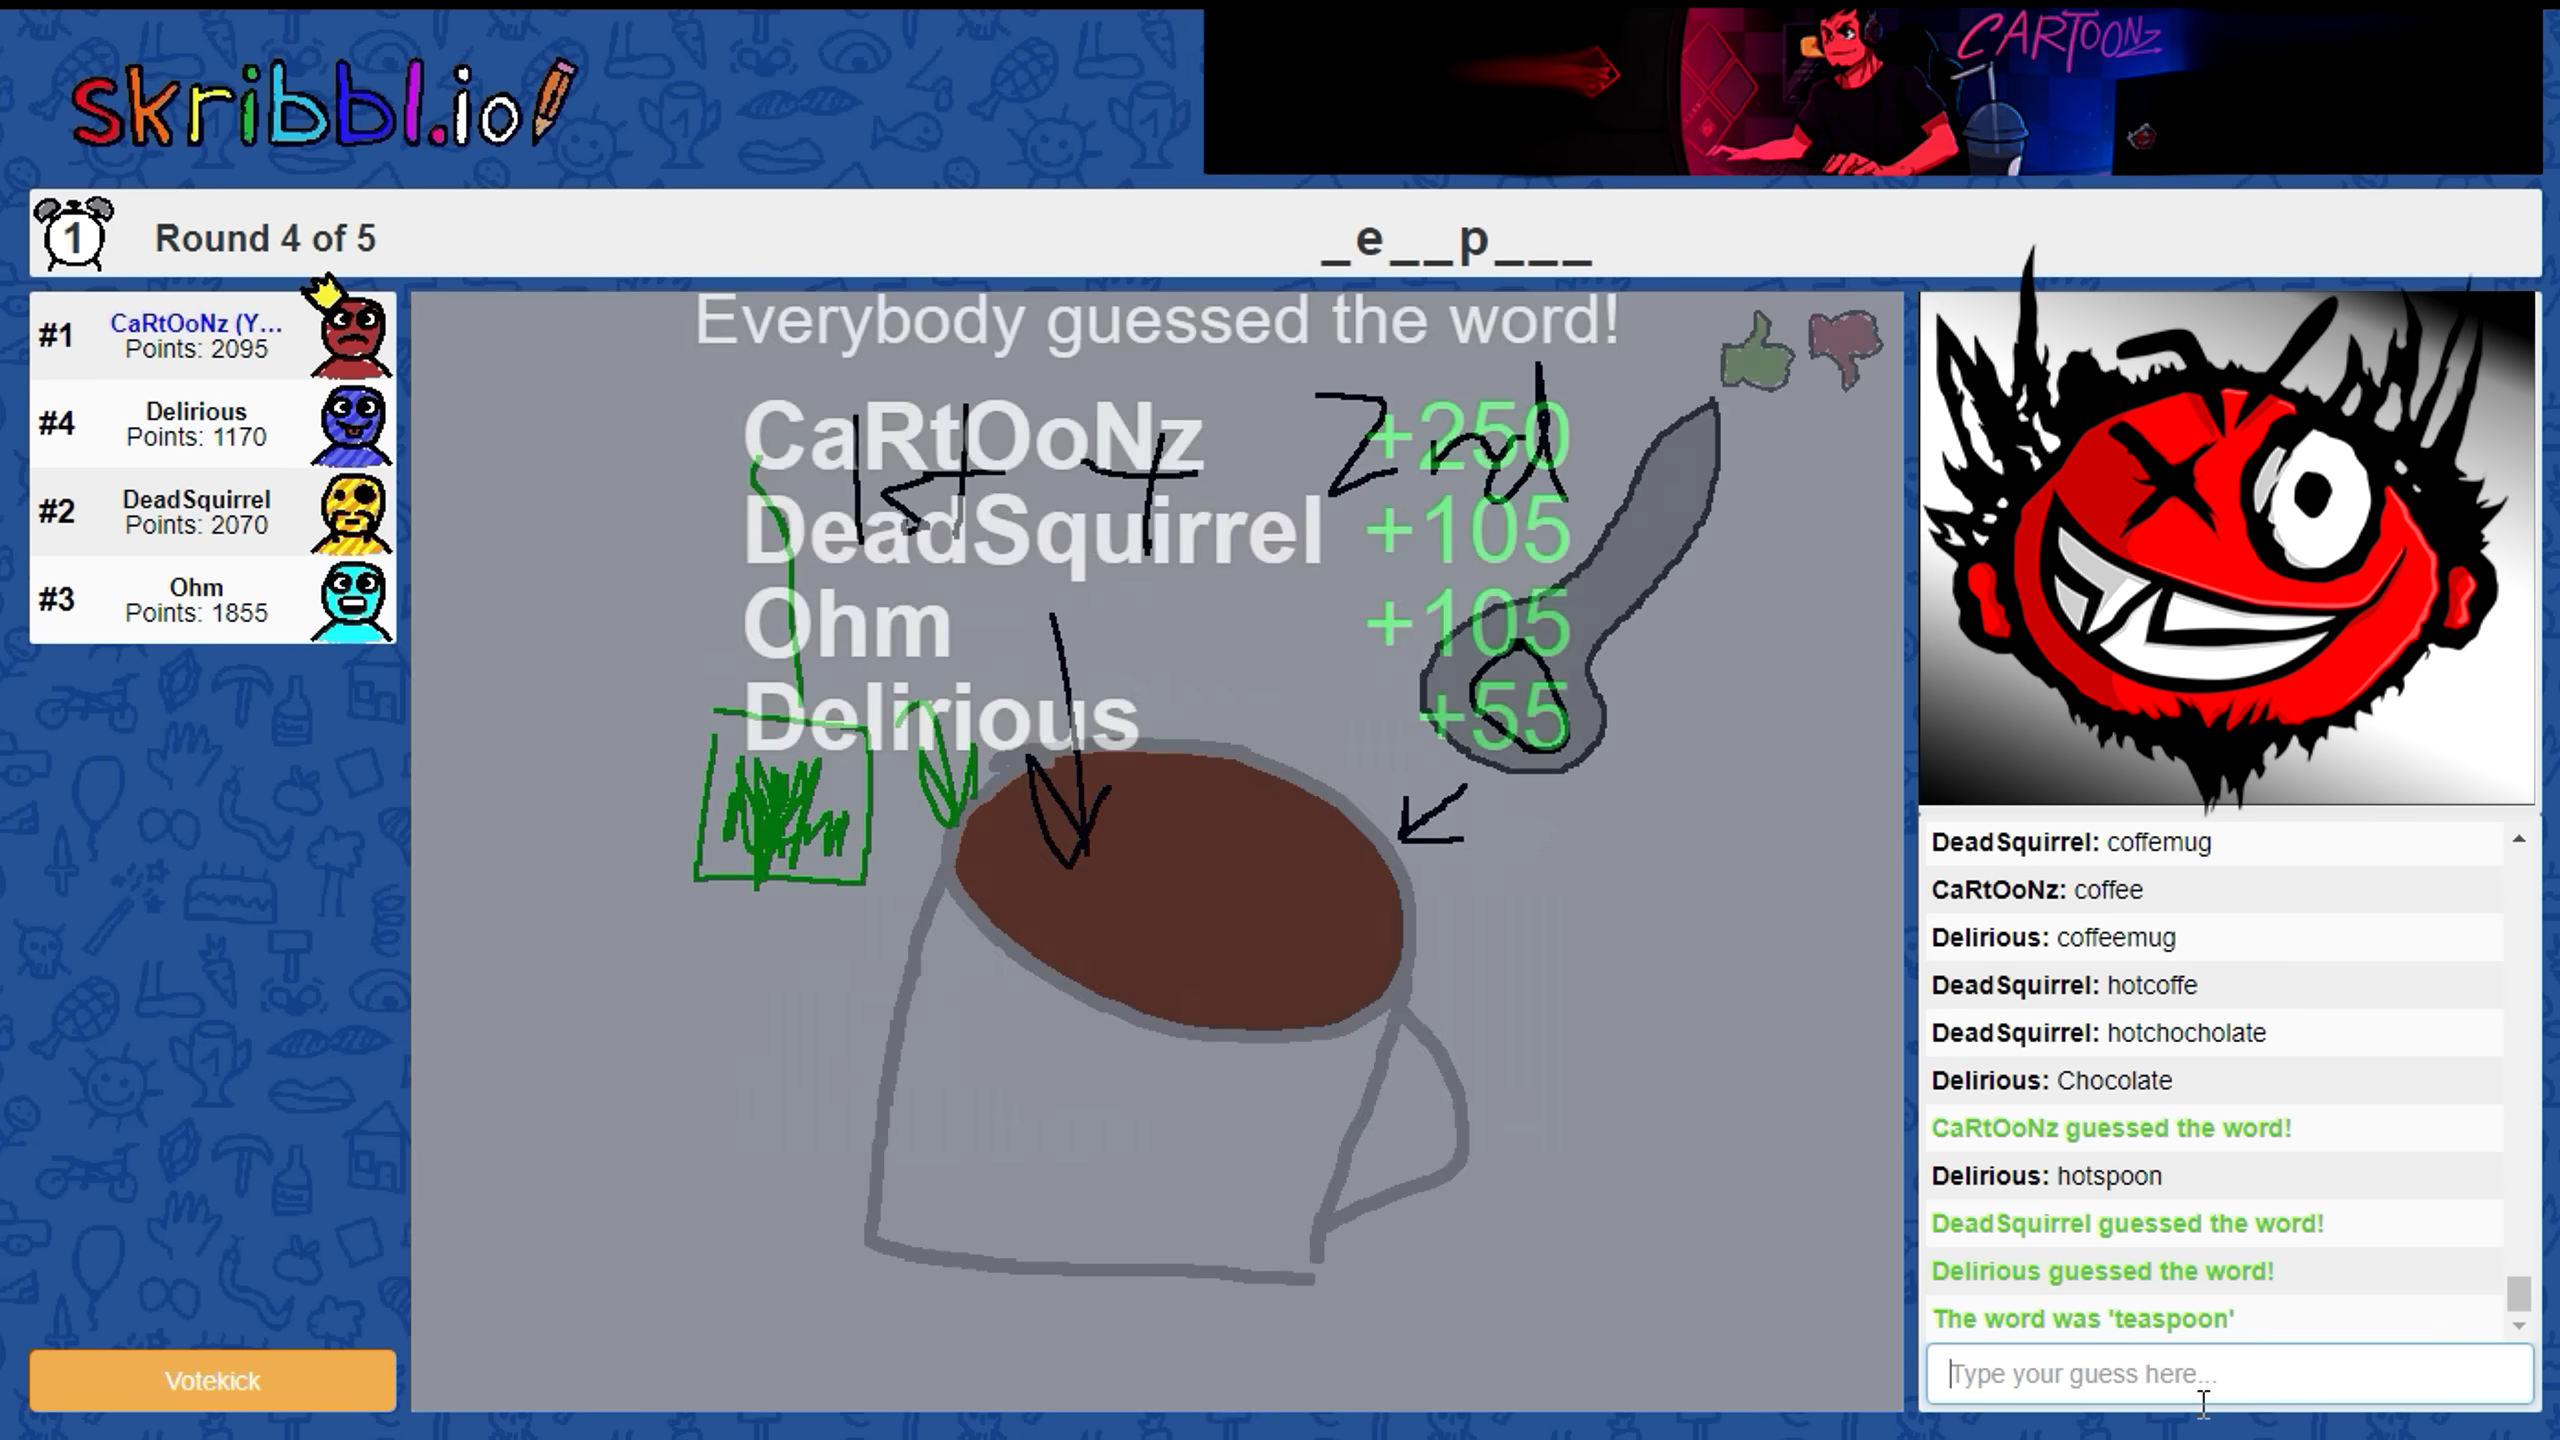 skribbl.io
CARTOONZ
1
Round 4 of 5
_e__p___
#1
CaRtOoNz (Y...
Points: 2095
#4
Delirious
Points: 1170
#2
DeadSquirrel
Points: 2070
#3
Ohm
Points: 1855
Everybody guessed the word!
CaRtOoNz +250
DeadSquirrel +105
Ohm +105
Delirious +55
1st + 2nd
DeadSquirrel: coffemug
CaRtOoNz: coffee
Delirious: coffeemug
DeadSquirrel: hotcoffe
DeadSquirrel: hotchocholate
Delirious: Chocolate
CaRtOoNz guessed the word!
Delirious: hotspoon
DeadSquirrel guessed the word!
Delirious guessed the word!
The word was 'teaspoon'
Type your guess here...
Votekick